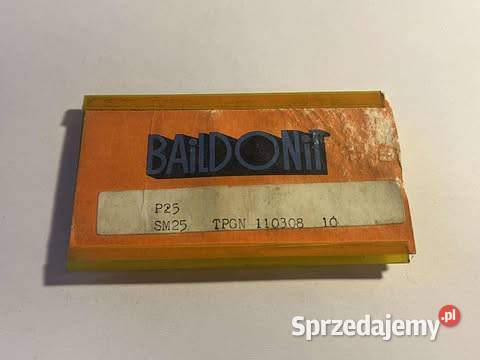 BAiLDONiT
P25
SM25 TPGN 110308 10
Sprzedajemy.pl